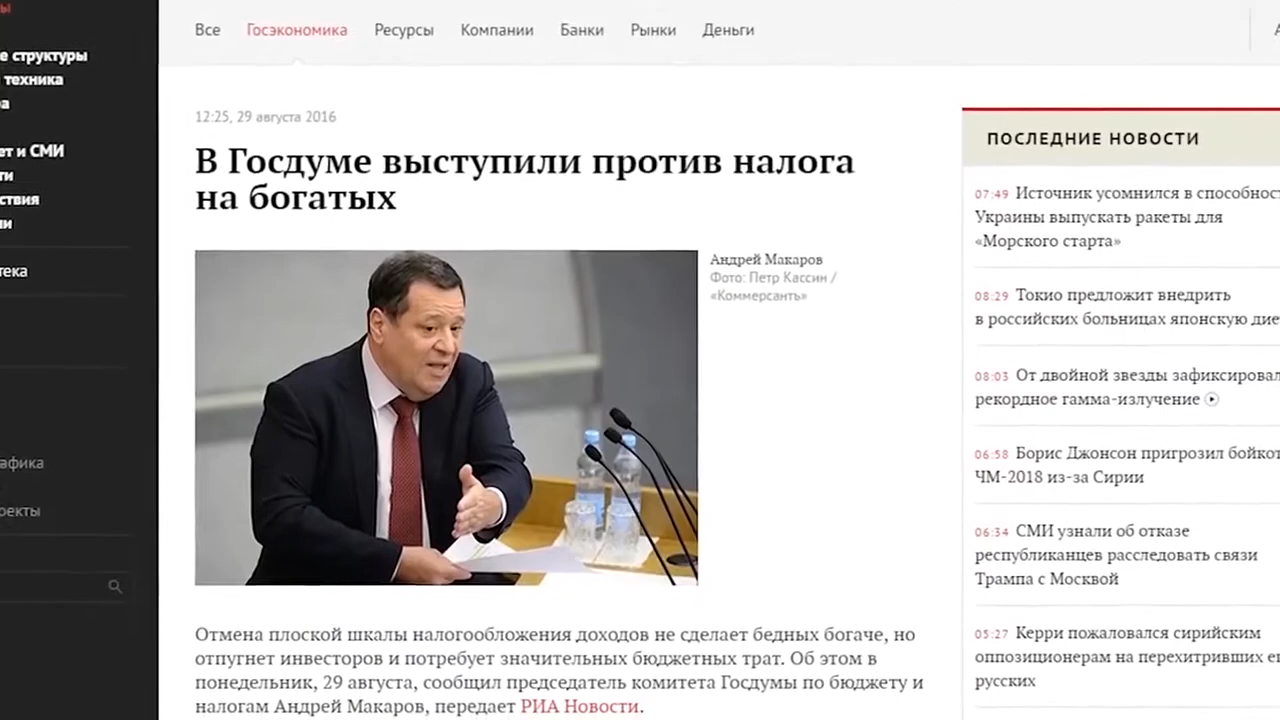 ы
е структуры
техника
а
ет и СМИ
ти
ствия
ии
тека
афика
оекты
Все Госэкономика Ресурсы Компании Банки Рынки Деньги
12:25, 29 августа 2016
В Госдуме выступили против налога
на богатых
Андрей Макаров
Фото: Петр Кассин /
«Коммерсантъ»
Отмена плоской шкалы налогообложения доходов не сделает бедных богаче, но
отпугнет инвесторов и потребует значительных бюджетных трат. Об этом в
понедельник, 29 августа, сообщил председатель комитета Госдумы по бюджету и
налогам Андрей Макаров, передает РИА Новости.
ПОСЛЕДНИЕ НОВОСТИ
07:49 Источник усомнился в способнос
Украины выпускать ракеты для
«Морского старта»
08:29 Токио предложит внедрить
в российских больницах японскую дие
08:03 От двойной звезды зафиксировал
рекордное гамма-излучение
06:58 Борис Джонсон пригрозил бойкот
ЧМ-2018 из-за Сирии
06:34 СМИ узнали об отказе
республиканцев расследовать связи
Трампа с Москвой
05:27 Керри пожаловался сирийским
оппозиционерам на перехитривших ег
русских